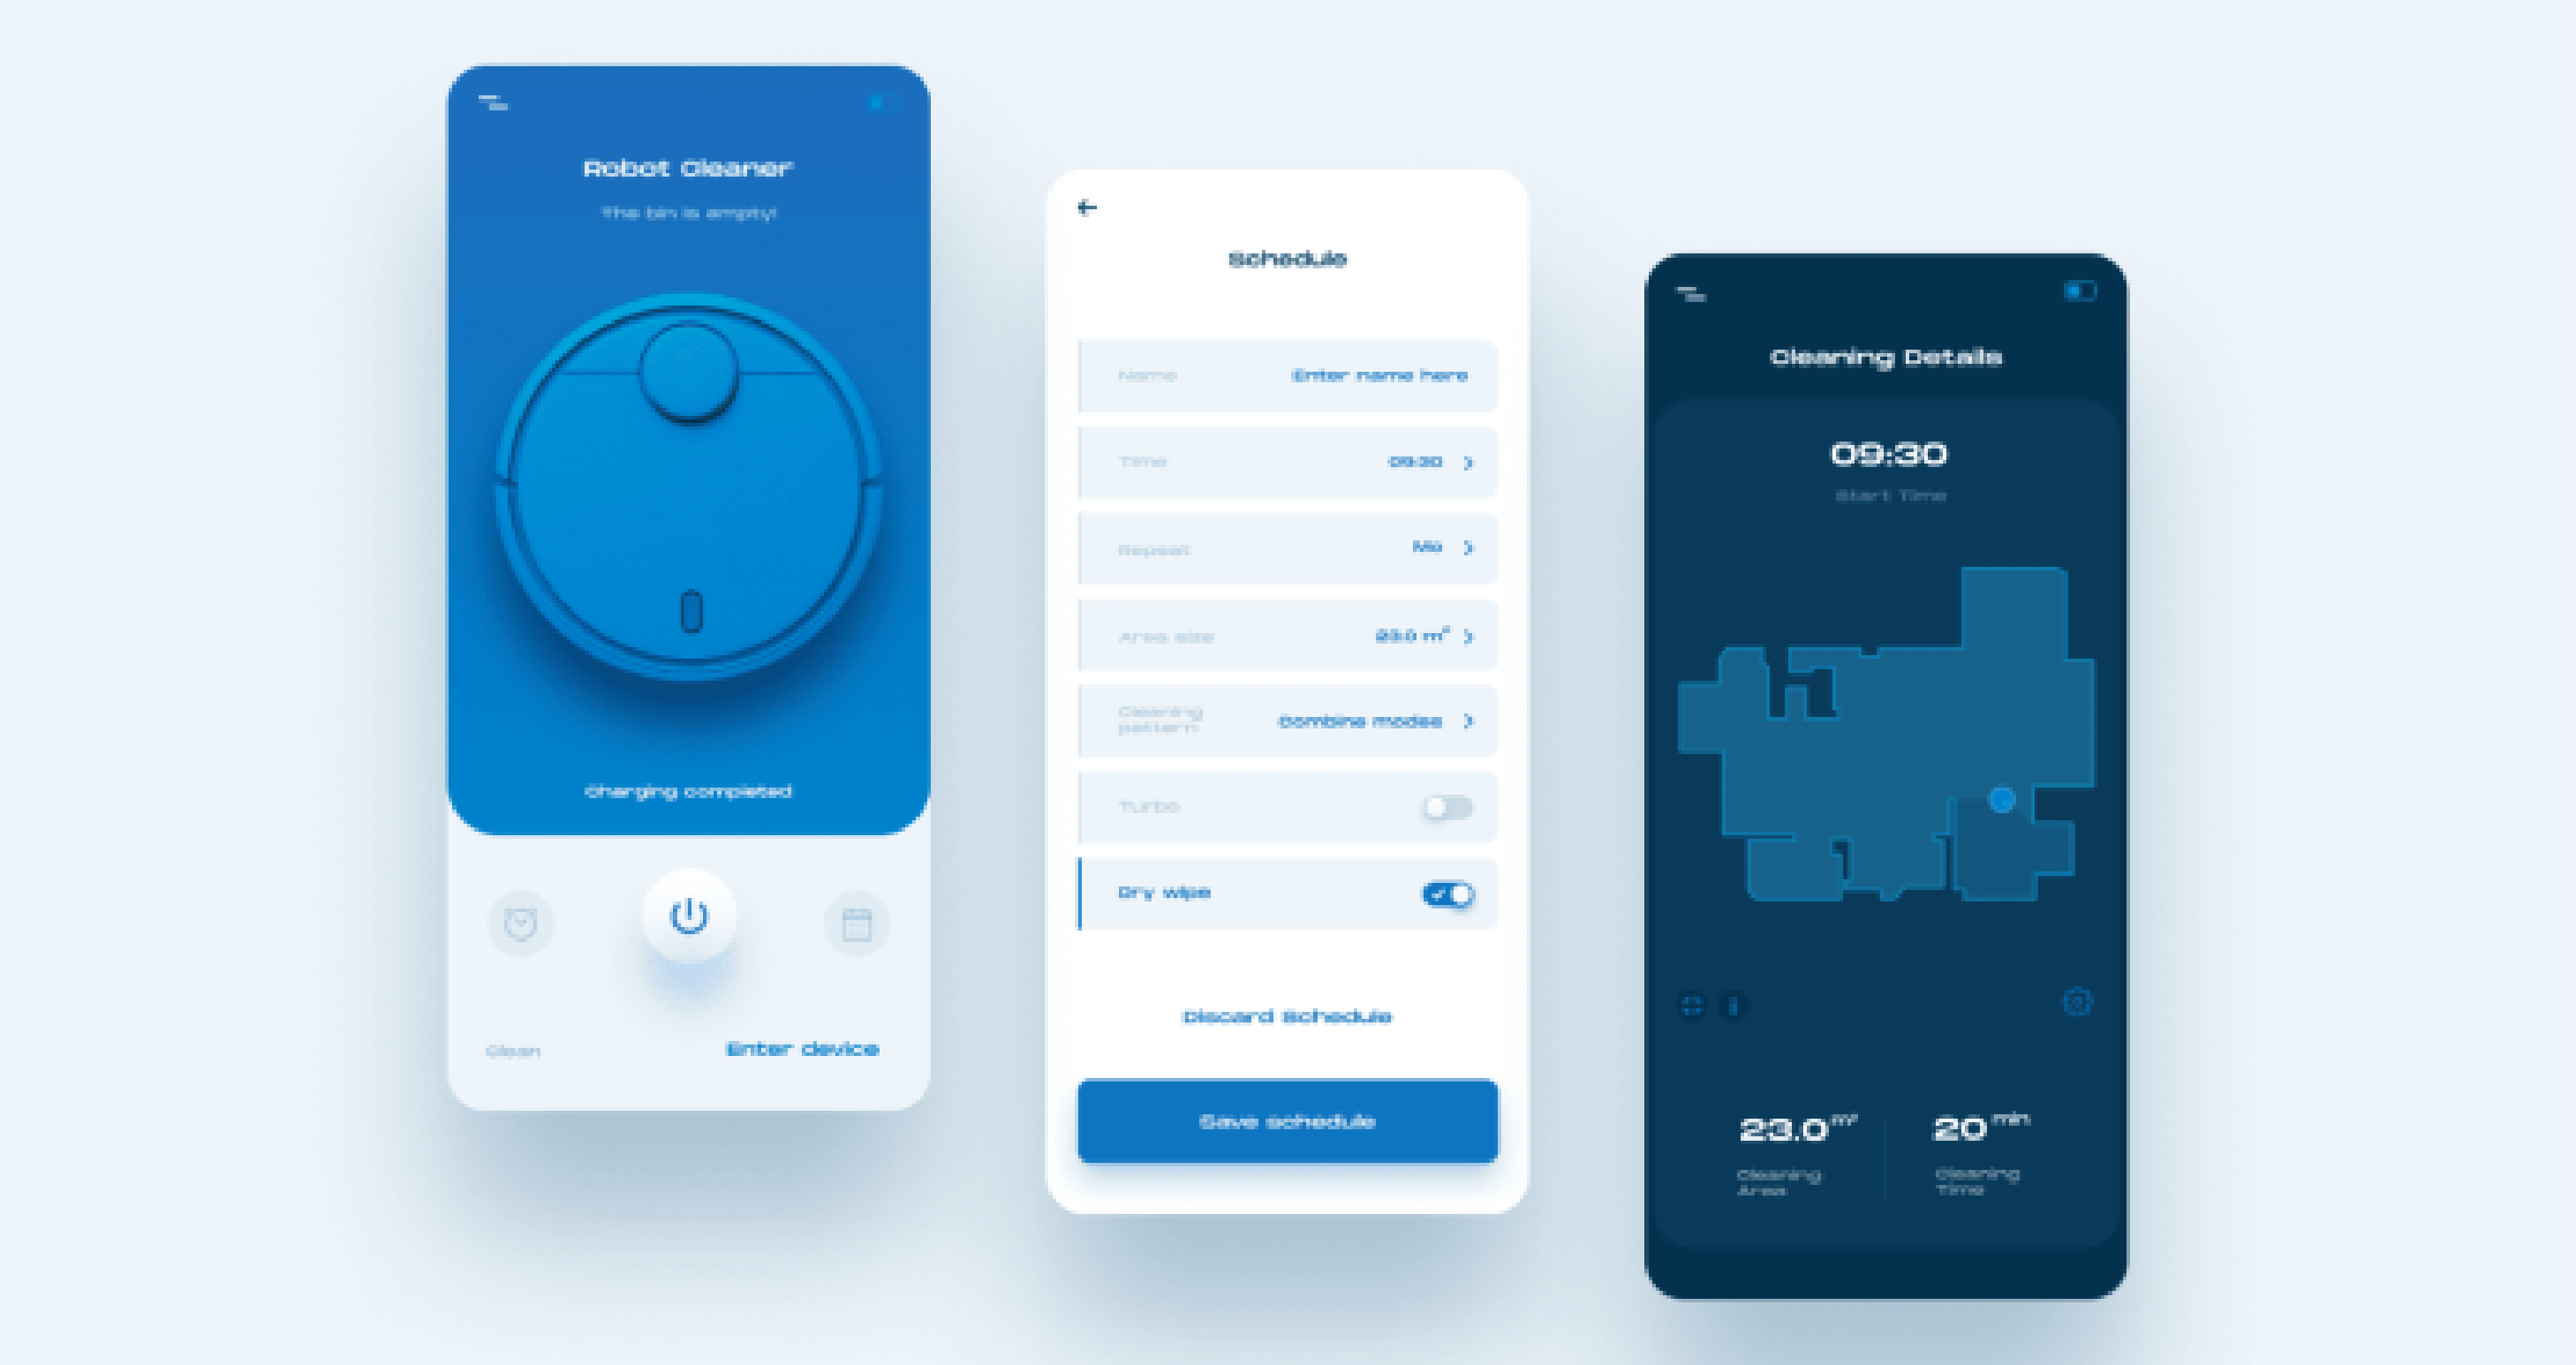 Robot Cleaner
The bin is empty!
Charging completed
Clean
Enter device
Schedule
Name
Enter name here
Time
09:30
Repeat
Mo
Area size
23.0 m²
Cleaning
pattern
Combine modes
Turbo
Dry wipe
Discard Schedule
Save schedule
Cleaning Details
09:30
Start Time
23.0 m²
Cleaning
Area
20 min
Cleaning
Time